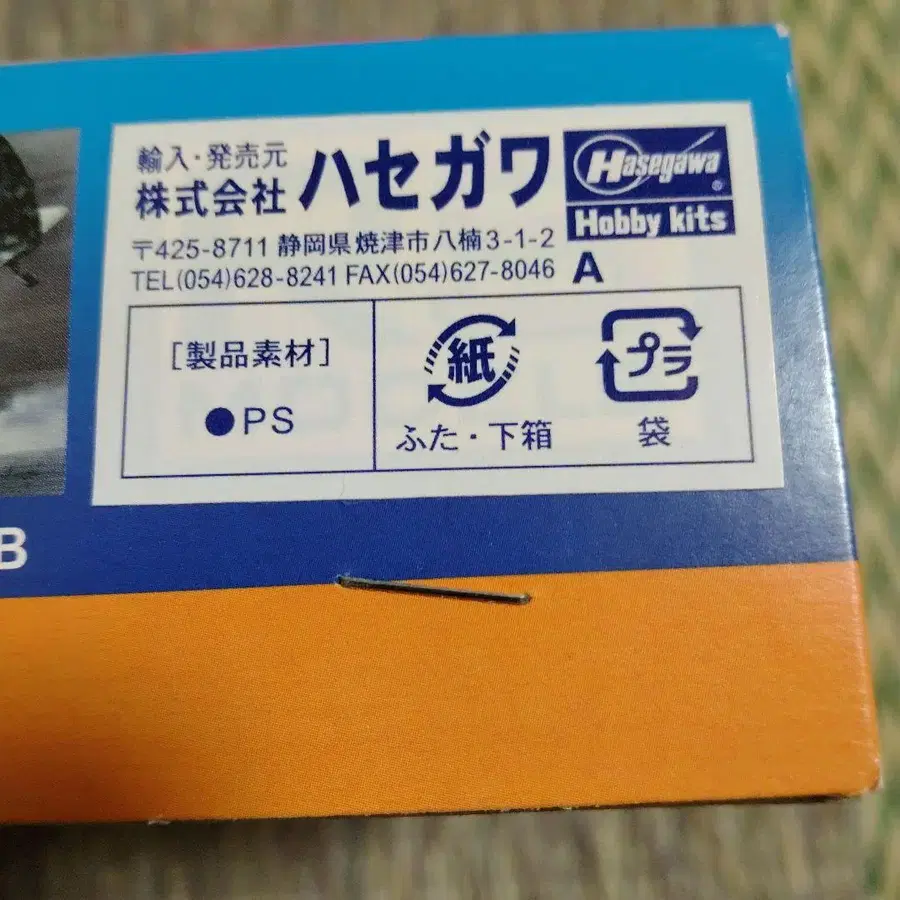 輸入・発売元
株式会社 ハセガワ
Hasegawa®
Hobby kits
〒425-8711 静岡県焼津市八楠3-1-2
TEL(054)628-8241 FAX(054)627-8046 A
[製品素材]
●PS
紙
ふた・下箱
プラ
袋
B